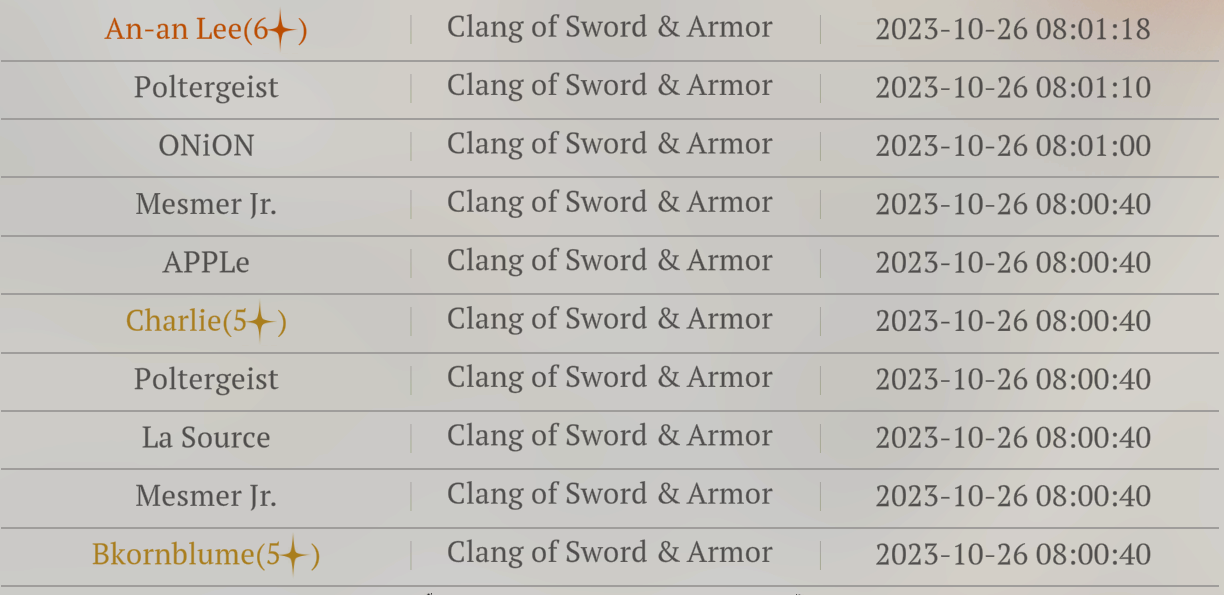 An-an Lee(6✦) Clang of Sword & Armor 2023-10-26 08:01:18
Poltergeist Clang of Sword & Armor 2023-10-26 08:01:10
ONiON Clang of Sword & Armor 2023-10-26 08:01:00
Mesmer Jr. Clang of Sword & Armor 2023-10-26 08:00:40
APPLe Clang of Sword & Armor 2023-10-26 08:00:40
Charlie(5✦) Clang of Sword & Armor 2023-10-26 08:00:40
Poltergeist Clang of Sword & Armor 2023-10-26 08:00:40
La Source Clang of Sword & Armor 2023-10-26 08:00:40
Mesmer Jr. Clang of Sword & Armor 2023-10-26 08:00:40
Bkornblume(5✦) Clang of Sword & Armor 2023-10-26 08:00:40